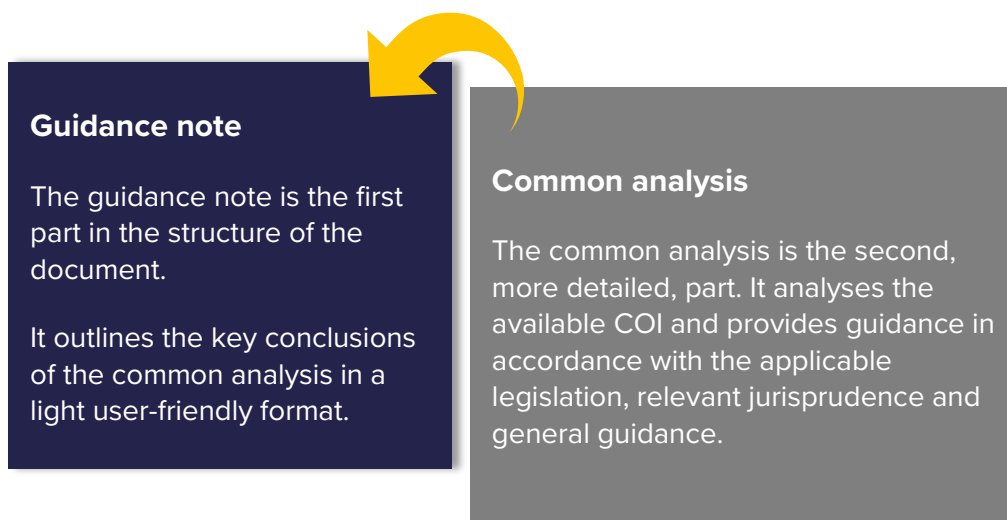 Guidance note
The guidance note is the first
part in the structure of the
document.
It outlines the key conclusions
of the common analysis in a
light user-friendly format.
Common analysis
The common analysis is the second,
more detailed, part. It analyses the
available COI and provides guidance in
accordance with the applicable
legislation, relevant jurisprudence and
general guidance.